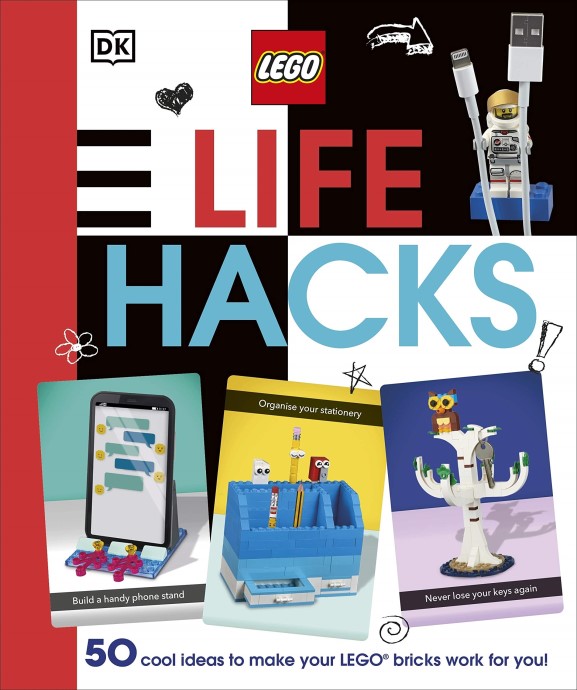 DK
LEGO
LIFE
HACKS
Organise your stationery
Build a handy phone stand
Never lose your keys again
50 cool ideas to make your LEGO® bricks work for you!